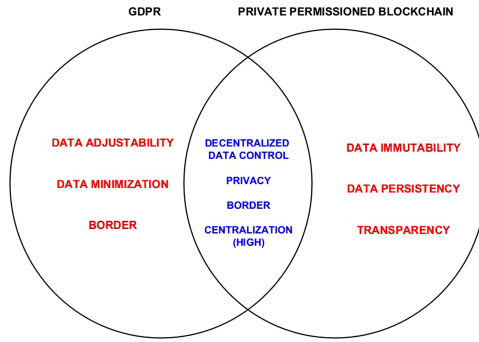 GDPR
PRIVATE PERMISSIONED BLOCKCHAIN
DATA ADJUSTABILITY
DATA MINIMIZATION
BORDER
DECENTRALIZED
DATA CONTROL
PRIVACY
BORDER
CENTRALIZATION
(HIGH)
DATA IMMUTABILITY
DATA PERSISTENCY
TRANSPARENCY